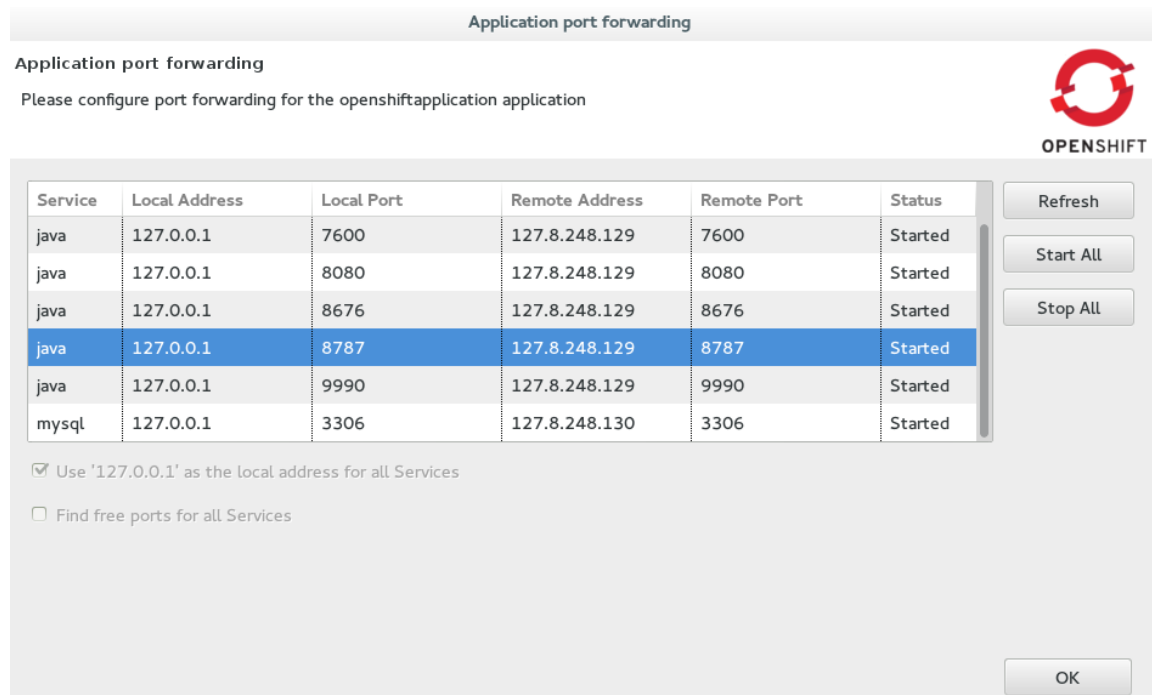 Application port forwarding
Application port forwarding
Please configure port forwarding for the openshiftapplication application
OPENSHIFT
Service Local Address Local Port Remote Address Remote Port Status
java 127.0.0.1 7600 127.8.248.129 7600 Started
java 127.0.0.1 8080 127.8.248.129 8080 Started
java 127.0.0.1 8676 127.8.248.129 8676 Started
java 127.0.0.1 8787 127.8.248.129 8787 Started
java 127.0.0.1 9990 127.8.248.129 9990 Started
mysql 127.0.0.1 3306 127.8.248.130 3306 Started
Refresh
Start All
Stop All
Use '127.0.0.1' as the local address for all Services
Find free ports for all Services
OK